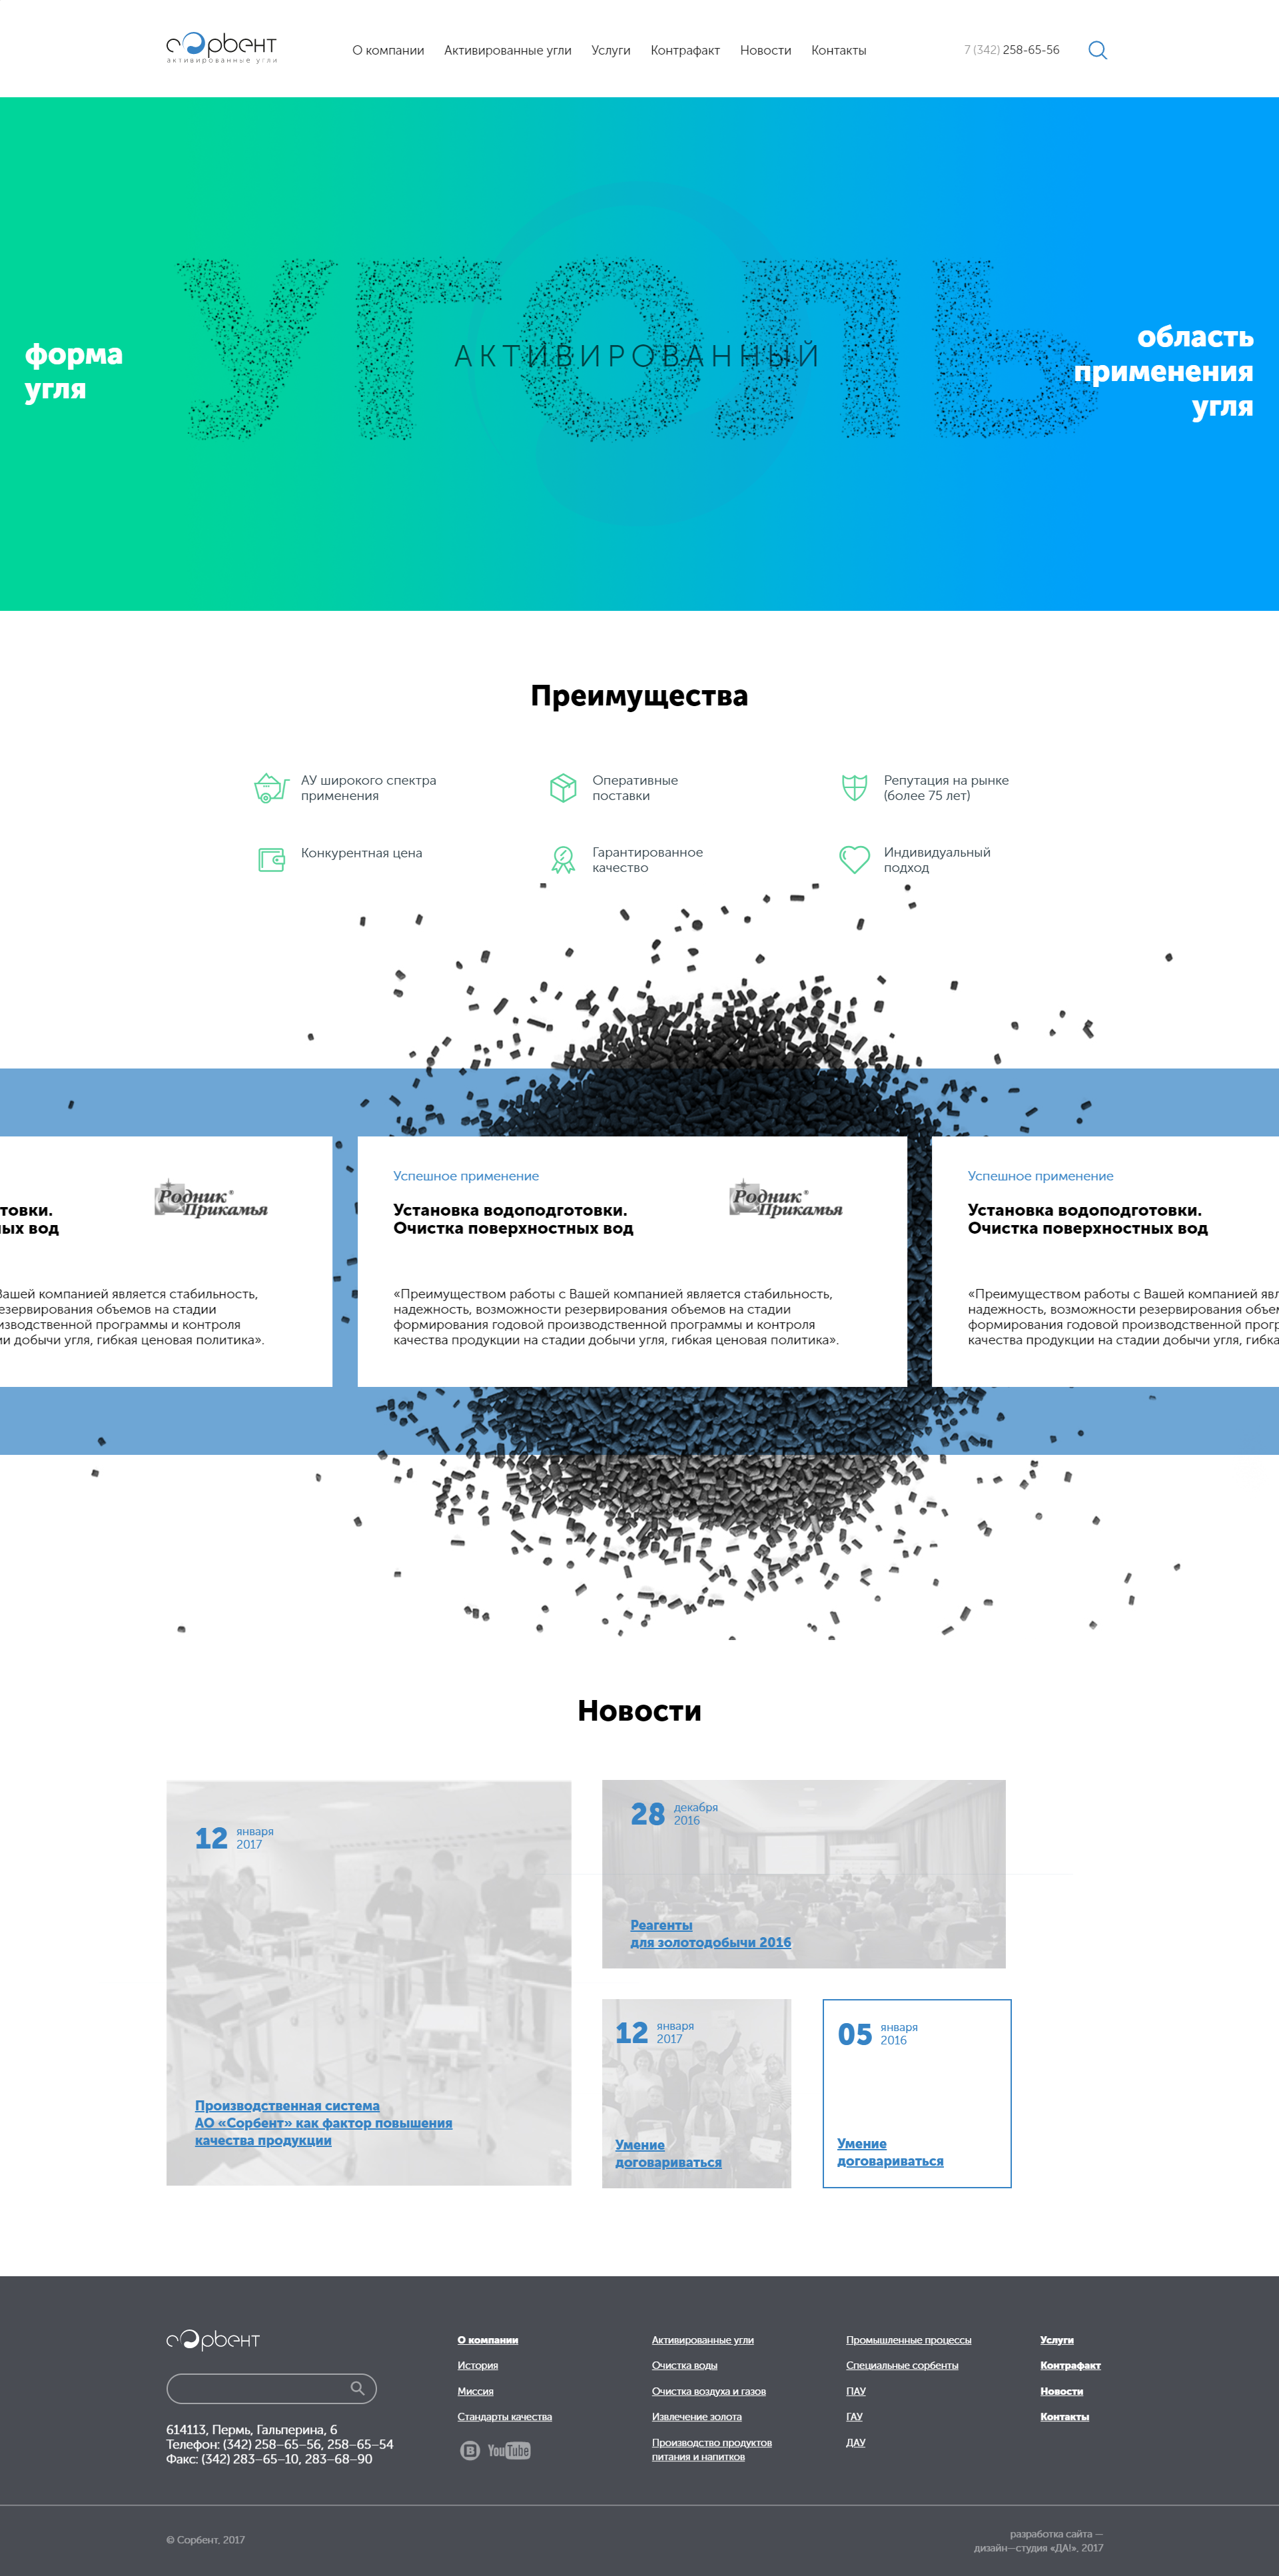 сорбент
активированные угли
О компании Активированные угли Услуги Контрафакт Новости Контакты 7 (342) 258-65-56
УГОЛЬ
АКТИВИРОВАННЫЙ
форма
угля
область
применения
угля
Преимущества
АУ широкого спектра
применения
Оперативные
поставки
Репутация на рынке
(более 75 лет)
Конкурентная цена
Гарантированное
качество
Индивидуальный
подход
Родник®
Прикамья
ных вод
Вашей компанией является стабильность,
и добычи угля, гибкая ценовая политика».
Успешное применение
Родник®
Прикамья
Установка водоподготовки.
Очистка поверхностных вод
«Преимуществом работы с Вашей компанией является стабильность,
надежность, возможности резервирования объемов на стадии
формирования годовой производственной программы и контроля
качества продукции на стадии добычи угля, гибкая ценовая политика».
Успешное применение
Установка водоподготовки.
Очистка поверхностных вод
«Преимуществом работы с Вашей компанией явл
надежность, возможности резервирования объем
формирования годовой производственной прогр
качества продукции на стадии добычи угля, гибка
Новости
12 января
2017
Производственная система
АО «Сорбент» как фактор повышения
качества продукции
28 декабря
2016
Реагенты
для золотодобычи 2016
12 января
2017
Умение
договариваться
05 января
2016
Умение
договариваться
сорбент
614113, Пермь, Гальперина, 6
Телефон: (342) 258–65–56, 258–65–54
Факс: (342) 283–65–10, 283–68–90
О компании
История
Миссия
Стандарты качества
B YouTube
Активированные угли
Очистка воды
Очистка воздуха и газов
Извлечение золота
Производство продуктов
питания и напитков
Промышленные процессы
Специальные сорбенты
ПАУ
ГАУ
ДАУ
Услуги
Контрафакт
Новости
Контакты
© Сорбент, 2017
разработка сайта —
дизайн–студия «ДА!», 2017